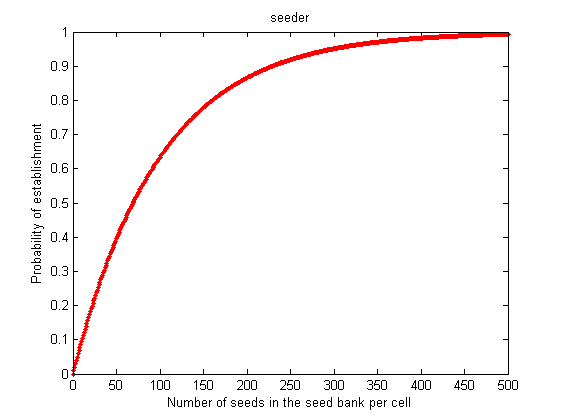 seeder
1
0.9
0.8
0.7
0.6
0.5
0.4
0.3
0.2
0.1
0
Probability of establishment
0 50 100 150 200 250 300 350 400 450 500
Number of seeds in the seed bank per cell